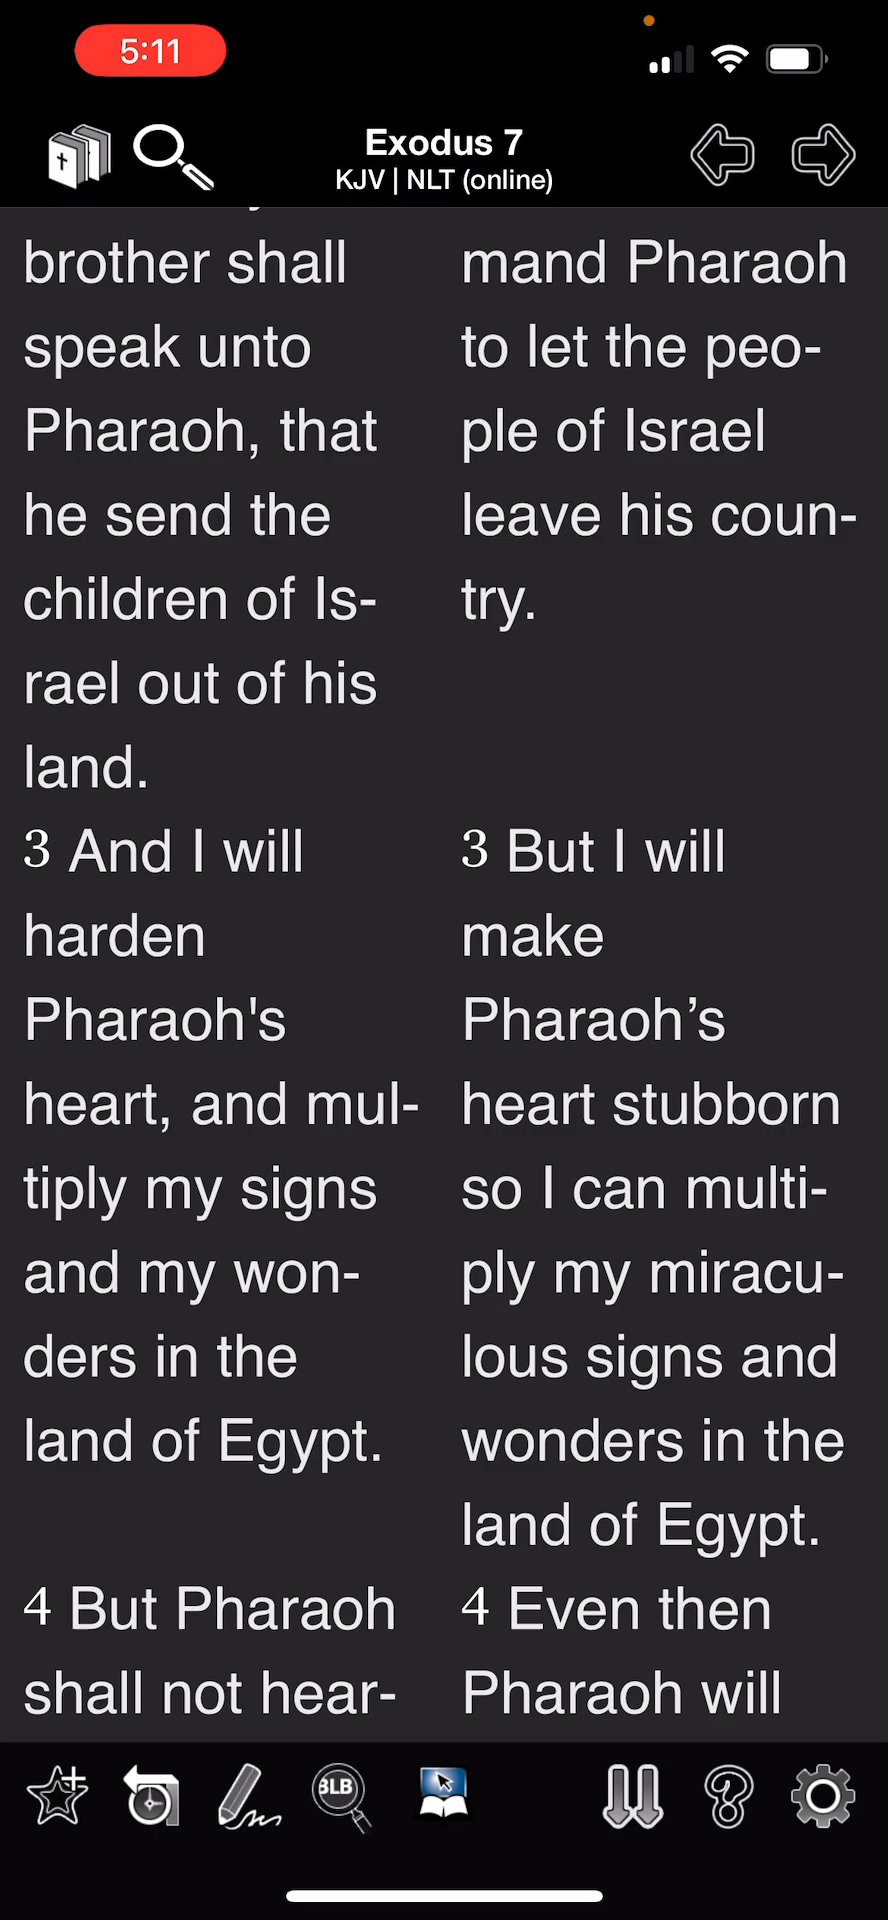 5:11
Exodus 7
KJV | NLT (online)
brother shall
speak unto
Pharaoh, that
he send the
children of Is-
rael out of his
land.
3 And I will
harden
Pharaoh's
heart, and mul-
tiply my signs
and my won-
ders in the
land of Egypt.
4 But Pharaoh
shall not hear-
mand Pharaoh
to let the peo-
ple of Israel
leave his coun-
try.
3 But I will
make
Pharaoh’s
heart stubborn
so I can multi-
ply my miracu-
lous signs and
wonders in the
land of Egypt.
4 Even then
Pharaoh will
BLB